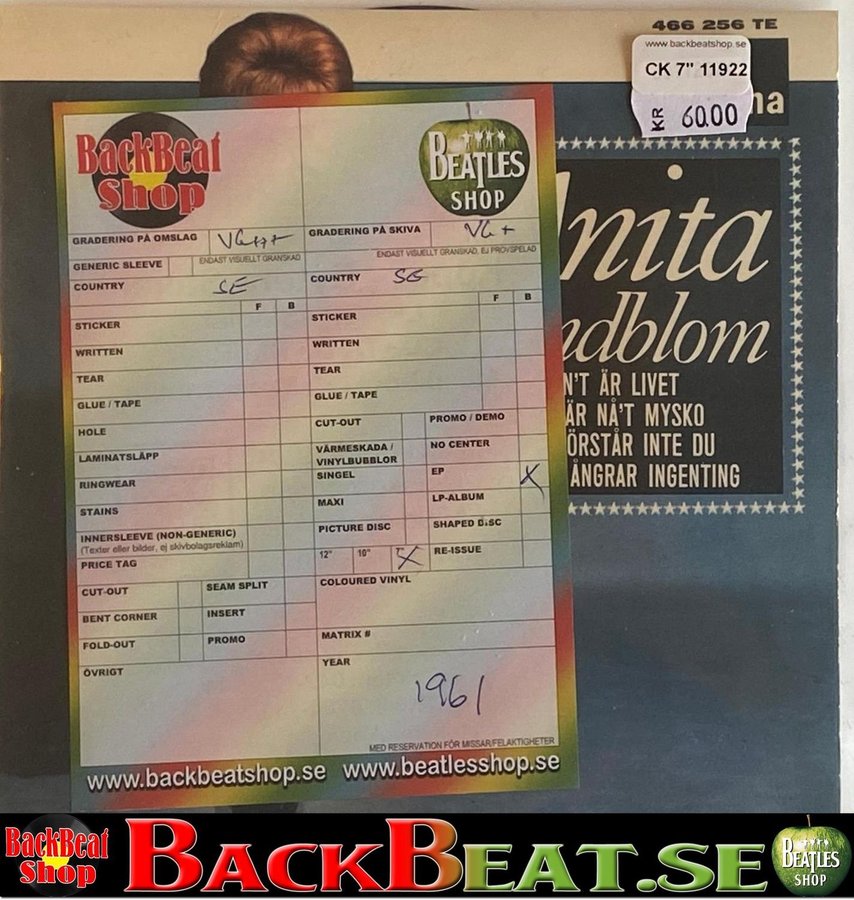 466 256 TE
www.backbeatshop.se
CK 7" 11922
KR 60.00
na
BackBeat
Shop
BEATLES
SHOP
GRADERING PÅ OMSLAG VG++
GRADERING PÅ SKIVA VG+
GENERIC SLEEVE
ENDAST VISUELLT GRANSKAD
ENDAST VISUELLT GRANSKAD, EJ PROVSPELAD
COUNTRY SE
COUNTRY SE
F B
F B
STICKER
WRITTEN
TEAR
GLUE / TAPE
HOLE
LAMINATSLÄPP
RINGWEAR
STAINS
INNERSLEEVE (NON-GENERIC)
(Texter eller bilder, ej skivbolagsreklam)
PRICE TAG
CUT-OUT
SEAM SPLIT
BENT CORNER
INSERT
FOLD-OUT
PROMO
ÖVRIGT
STICKER
WRITTEN
TEAR
GLUE / TAPE
CUT-OUT
PROMO / DEMO
VÄRMESKADA /
VINYLBUBBLOR
NO CENTER
SINGEL
EP X
MAXI
LP-ALBUM
PICTURE DISC
SHAPED DISC
12" 10" 7" X
RE-ISSUE
COLOURED VINYL
MATRIX #
YEAR
1961
MED RESERVATION FÖR MISSAR/FELAKTIGHETER
www.backbeatshop.se www.beatlesshop.se
nita
ndblom
N'T ÄR LIVET
ÄR NÅ'T MYSKO
ÖRSTÅR INTE DU
ÅNGRAR INGENTING
BackBeat
Shop
BACKBEAT.SE
BEATLES
SHOP